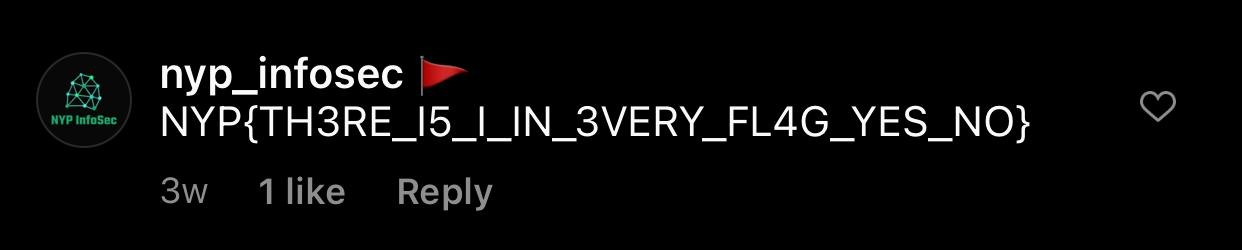 nyp_infosec 🚩
NYP InfoSec
NYP{TH3RE_I5_I_IN_3VERY_FL4G_YES_NO}
3w 1 like Reply